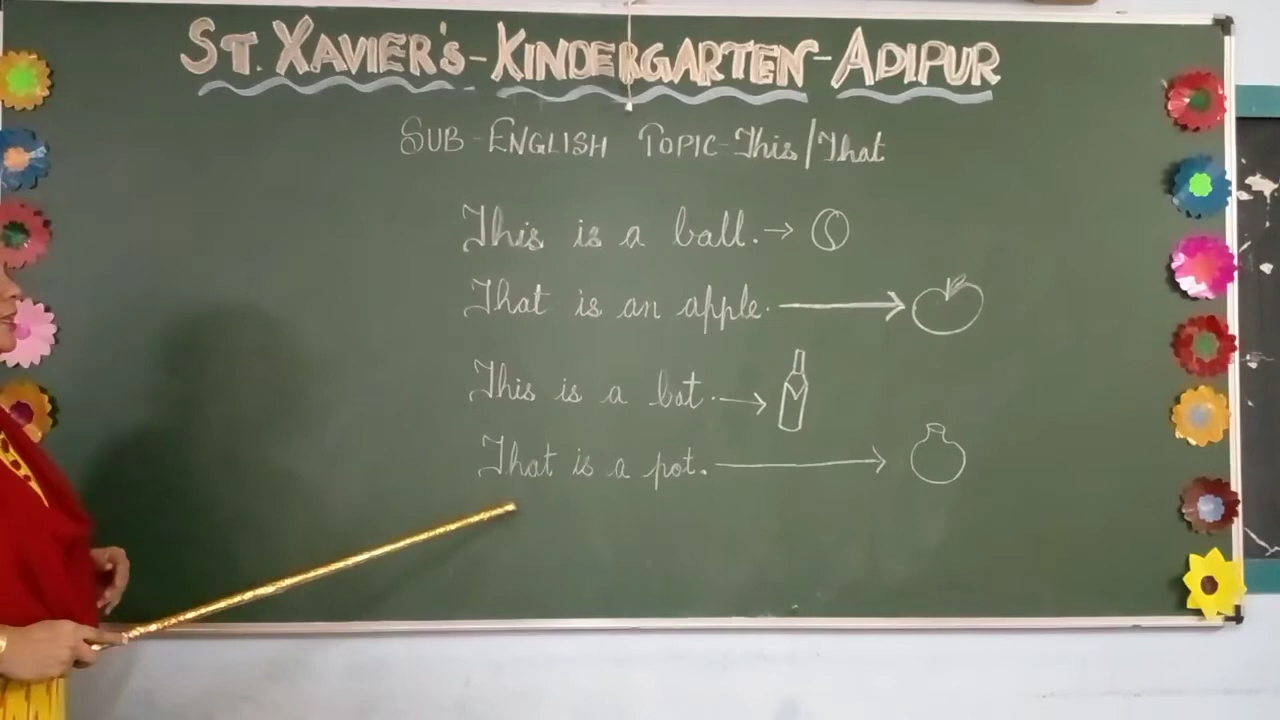 ST. XAVIER'S-KINDERGARTEN-ADIPUR
SUB-ENGLISH TOPIC-This/That
This is a ball.
That is an apple.
This is a bat.
That is a pot.